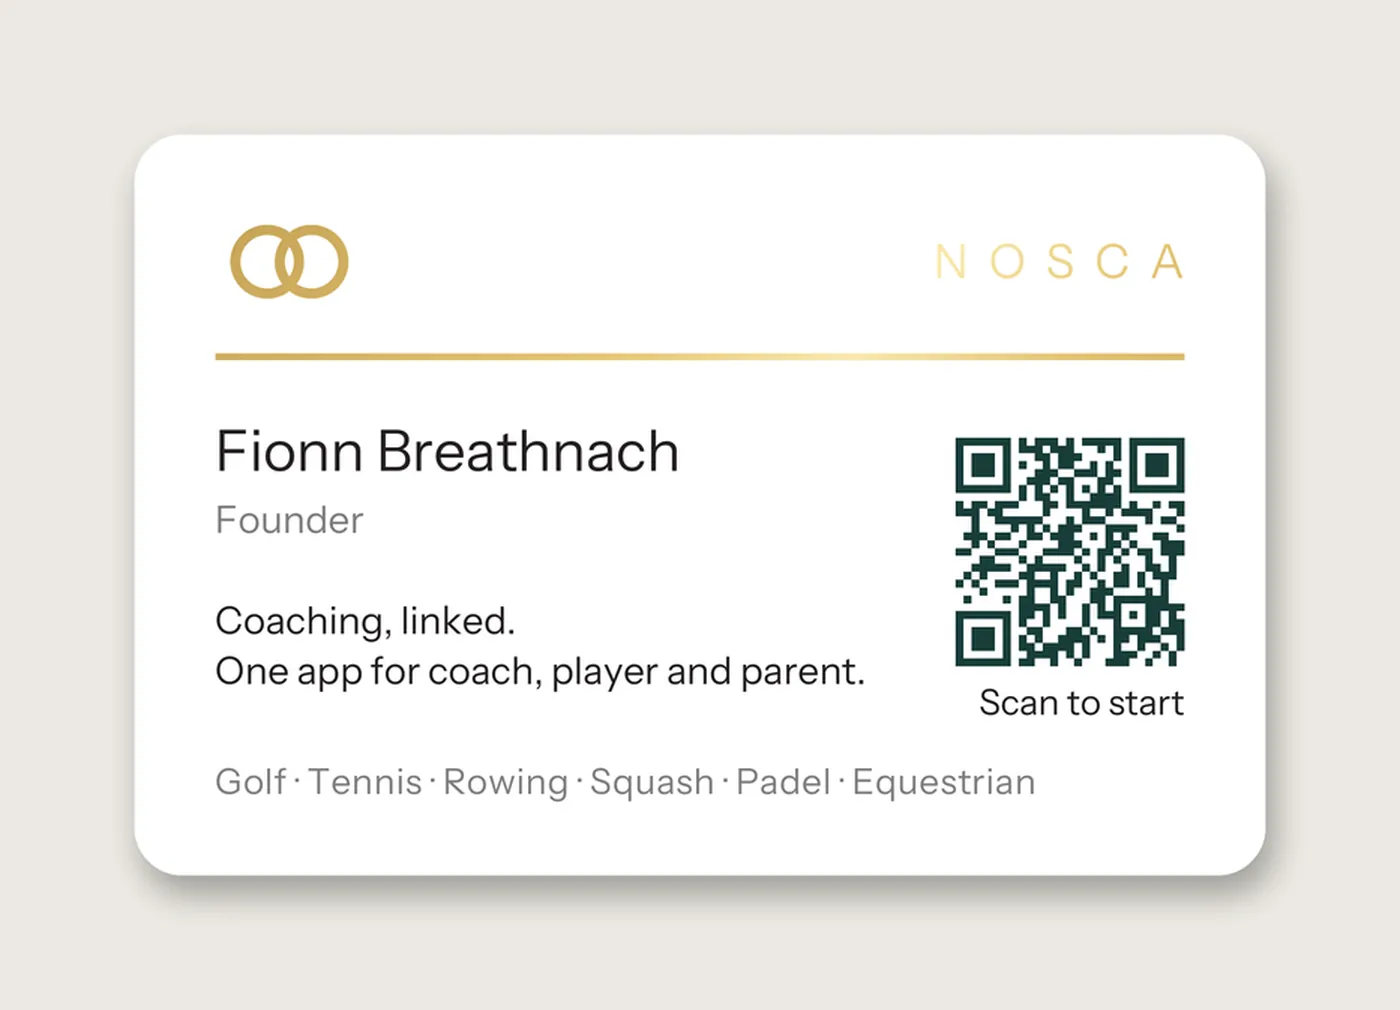 NOSCA
Fionn Breathnach
Founder
Coaching, linked.
One app for coach, player and parent.
Scan to start
Golf · Tennis · Rowing · Squash · Padel · Equestrian